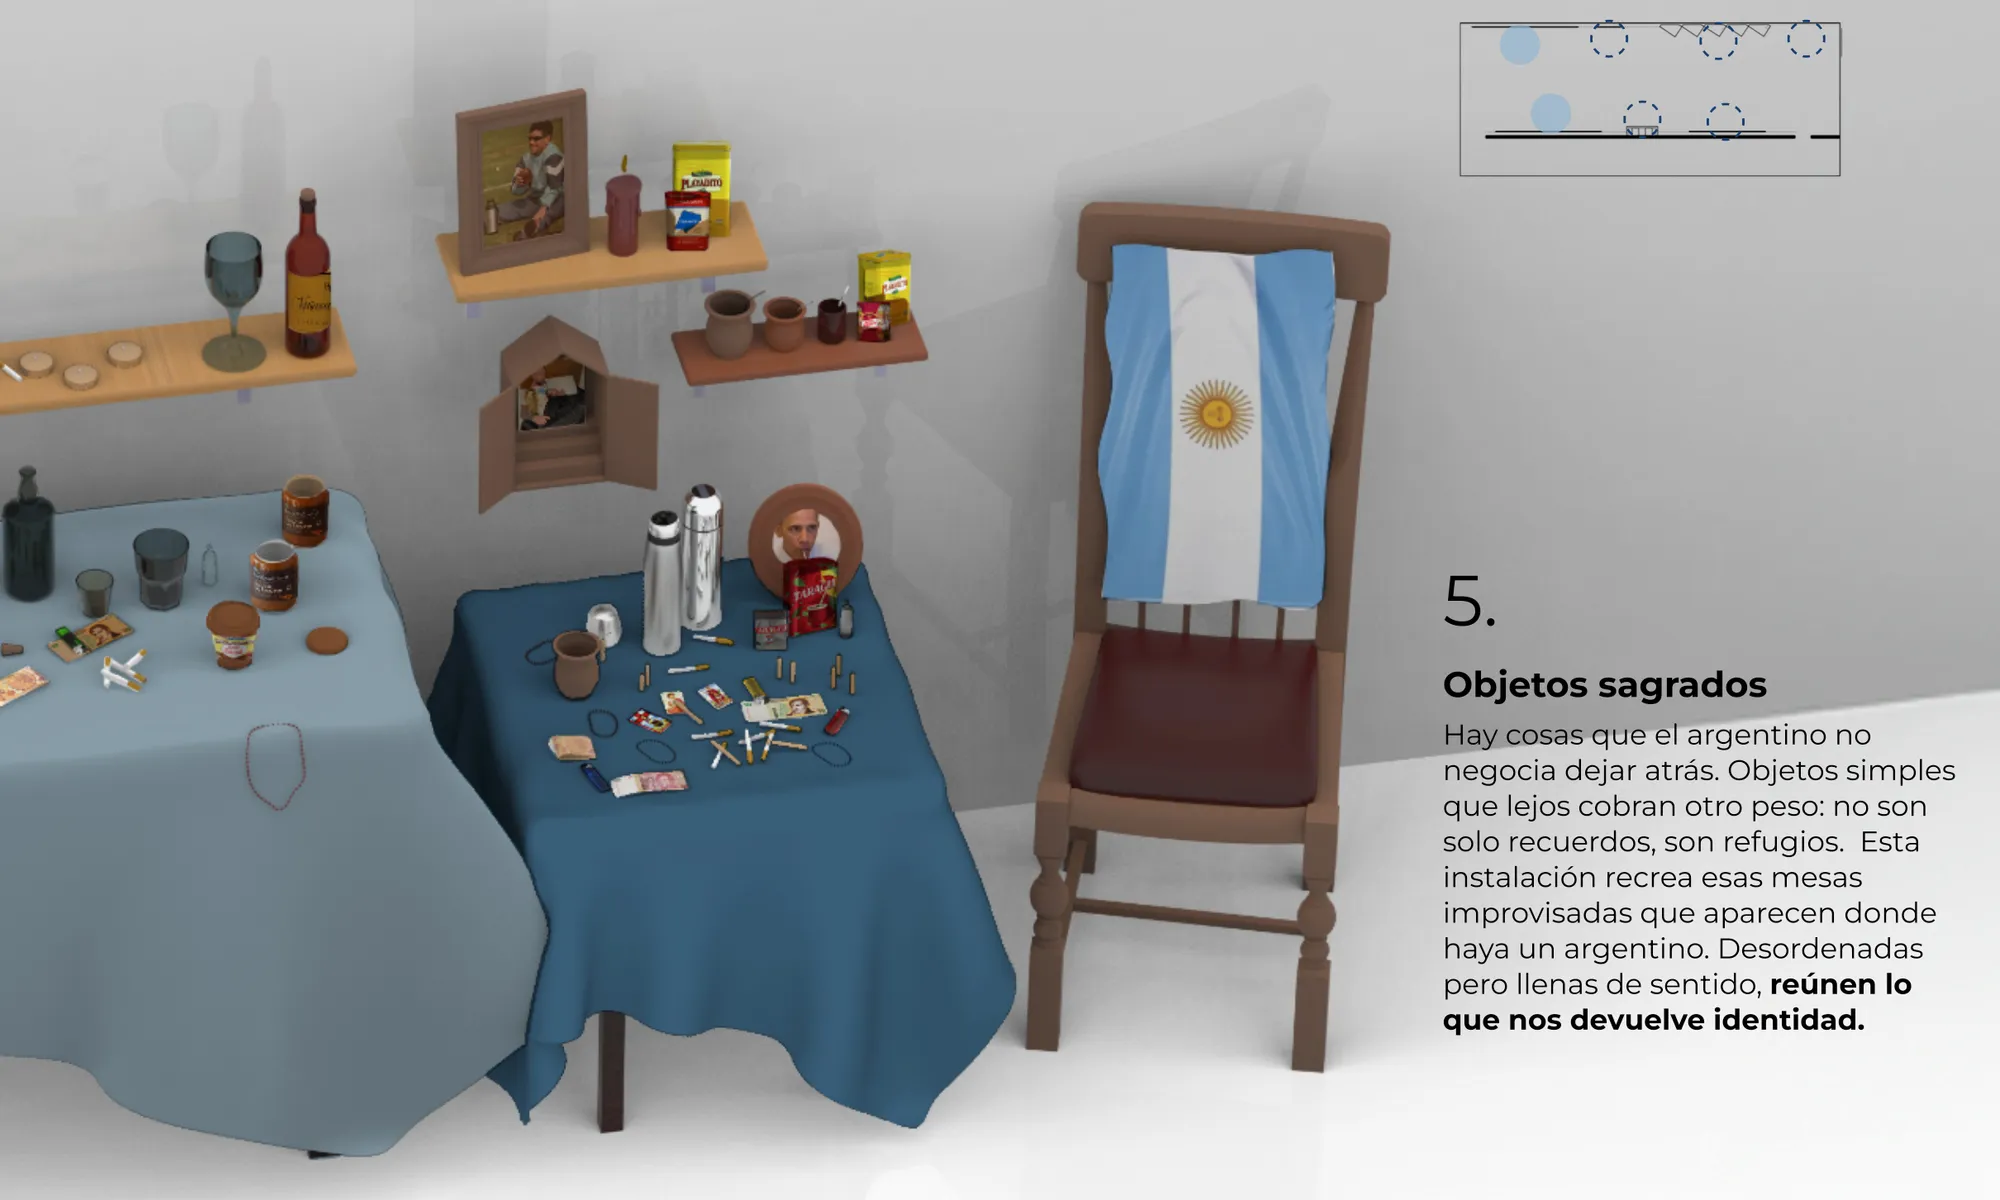 PLAYADITO
PLAYADITO
TARAGÜI
5.
Objetos sagrados
Hay cosas que el argentino no
negocia dejar atrás. Objetos simples
que lejos cobran otro peso: no son
solo recuerdos, son refugios.  Esta
instalación recrea esas mesas
improvisadas que aparecen donde
haya un argentino. Desordenadas
pero llenas de sentido, reúnen lo
que nos devuelve identidad.